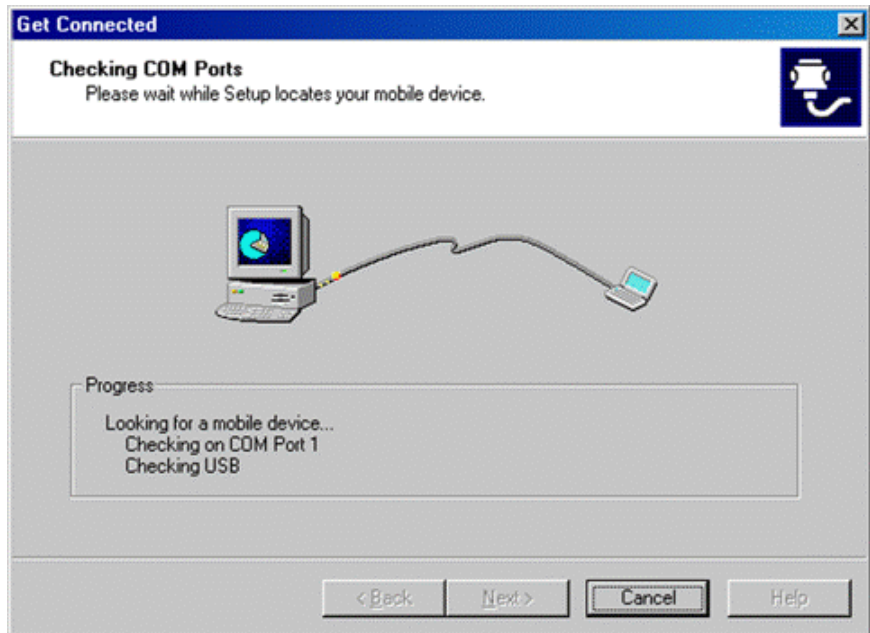 Get Connected
Checking COM Ports
Please wait while Setup locates your mobile device.
Progress
Looking for a mobile device...
Checking on COM Port 1
Checking USB
< Back Next > Cancel Help